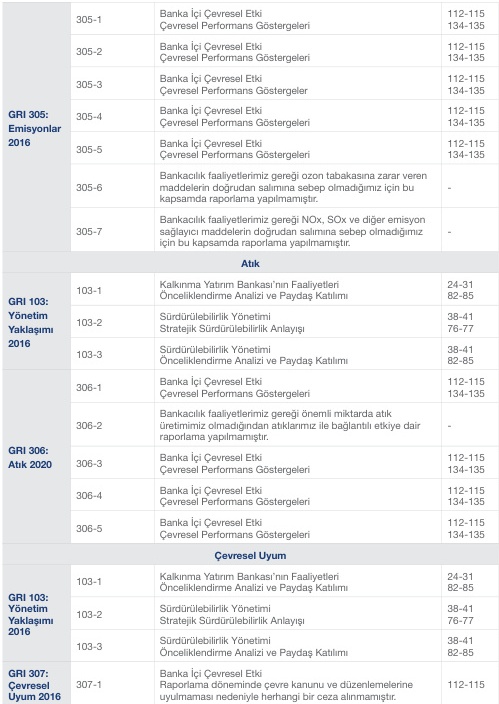 GRI 305:
Emisyonlar
2016
305-1
Banka İçi Çevresel Etki
Çevresel Performans Göstergeleri
112-115
134-135
305-2
Banka İçi Çevresel Etki
Çevresel Performans Göstergeleri
112-115
134-135
305-3
Banka İçi Çevresel Etki
Çevresel Performans Göstergeler
112-115
134-135
305-4
Banka İçi Çevresel Etki
Çevresel Performans Göstergeleri
112-115
134-135
305-5
Banka İçi Çevresel Etki
Çevresel Performans Göstergeleri
112-115
134-135
305-6
Bankacılık faaliyetlerimiz gereği ozon tabakasına zarar veren
maddelerin doğrudan salımına sebep olmadığımız için bu
kapsamda raporlama yapılmamıştır.
-
305-7
Bankacılık faaliyetlerimiz gereği NOx, SOx ve diğer emisyon
sağlayıcı maddelerin doğrudan salımına sebep olmadığımız
için bu kapsamda raporlama yapılmamıştır.
-
Atık
GRI 103:
Yönetim
Yaklaşımı
2016
103-1
Kalkınma Yatırım Bankası'nın Faaliyetleri
Önceliklendirme Analizi ve Paydaş Katılımı
24-31
82-85
103-2
Sürdürülebilirlik Yönetimi
Stratejik Sürdürülebilirlik Anlayışı
38-41
76-77
103-3
Sürdürülebilirlik Yönetimi
Önceliklendirme Analizi ve Paydaş Katılımı
38-41
82-85
GRI 306:
Atık 2020
306-1
Banka İçi Çevresel Etki
Çevresel Performans Göstergeleri
112-115
134-135
306-2
Bankacılık faaliyetlerimiz gereği önemli miktarda atık
üretimimiz olmadığından atıklarımız ile bağlantılı etkiye dair
raporlama yapılmamıştır.
-
306-3
Banka İçi Çevresel Etki
Çevresel Performans Göstergeleri
112-115
134-135
306-4
Banka İçi Çevresel Etki
Çevresel Performans Göstergeleri
112-115
134-135
306-5
Banka İçi Çevresel Etki
Çevresel Performans Göstergeleri
112-115
134-135
Çevresel Uyum
GRI 103:
Yönetim
Yaklaşımı
2016
103-1
Kalkınma Yatırım Bankası'nın Faaliyetleri
Önceliklendirme Analizi ve Paydaş Katılımı
24-31
82-85
103-2
Sürdürülebilirlik Yönetimi
Stratejik Sürdürülebilirlik Anlayışı
38-41
76-77
103-3
Sürdürülebilirlik Yönetimi
Önceliklendirme Analizi ve Paydaş Katılımı
38-41
82-85
GRI 307:
Çevresel
Uyum 2016
307-1
Banka İçi Çevresel Etki
Raporlama döneminde çevre kanunu ve düzenlemelerine
uyulmaması nedeniyle herhangi bir ceza alınmamıştır.
112-115